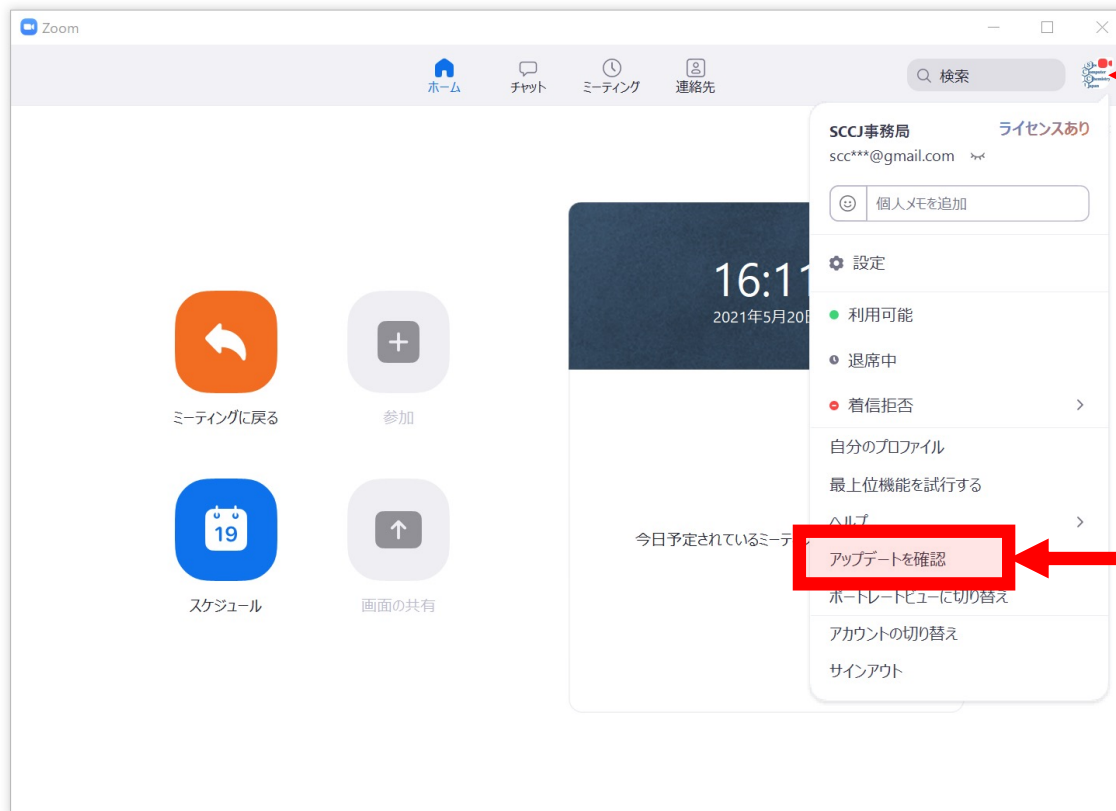 Zoom
ホーム
チャット
ミーティング
連絡先
検索
SCCJ事務局
ライセンスあり
scc***@gmail.com
個人メモを追加
設定
16:11
2021年5月20日
利用可能
退席中
着信拒否
ミーティングに戻る
参加
自分のプロファイル
最上位機能を試行する
ヘルプ
今日予定されているミーテ
アップデートを確認
ポートレートビューに切り替え
19
スケジュール
画面の共有
アカウントの切り替え
サインアウト